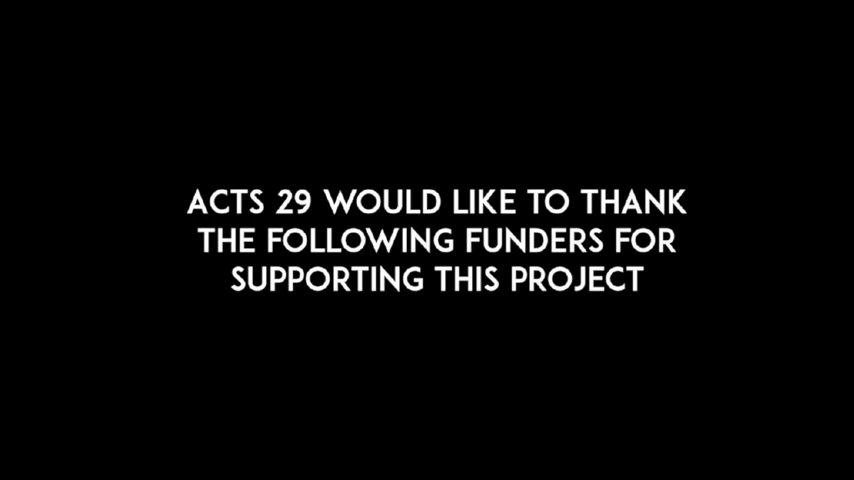 ACTS 29 WOULD LIKE TO THANK
THE FOLLOWING FUNDERS FOR
SUPPORTING THIS PROJECT